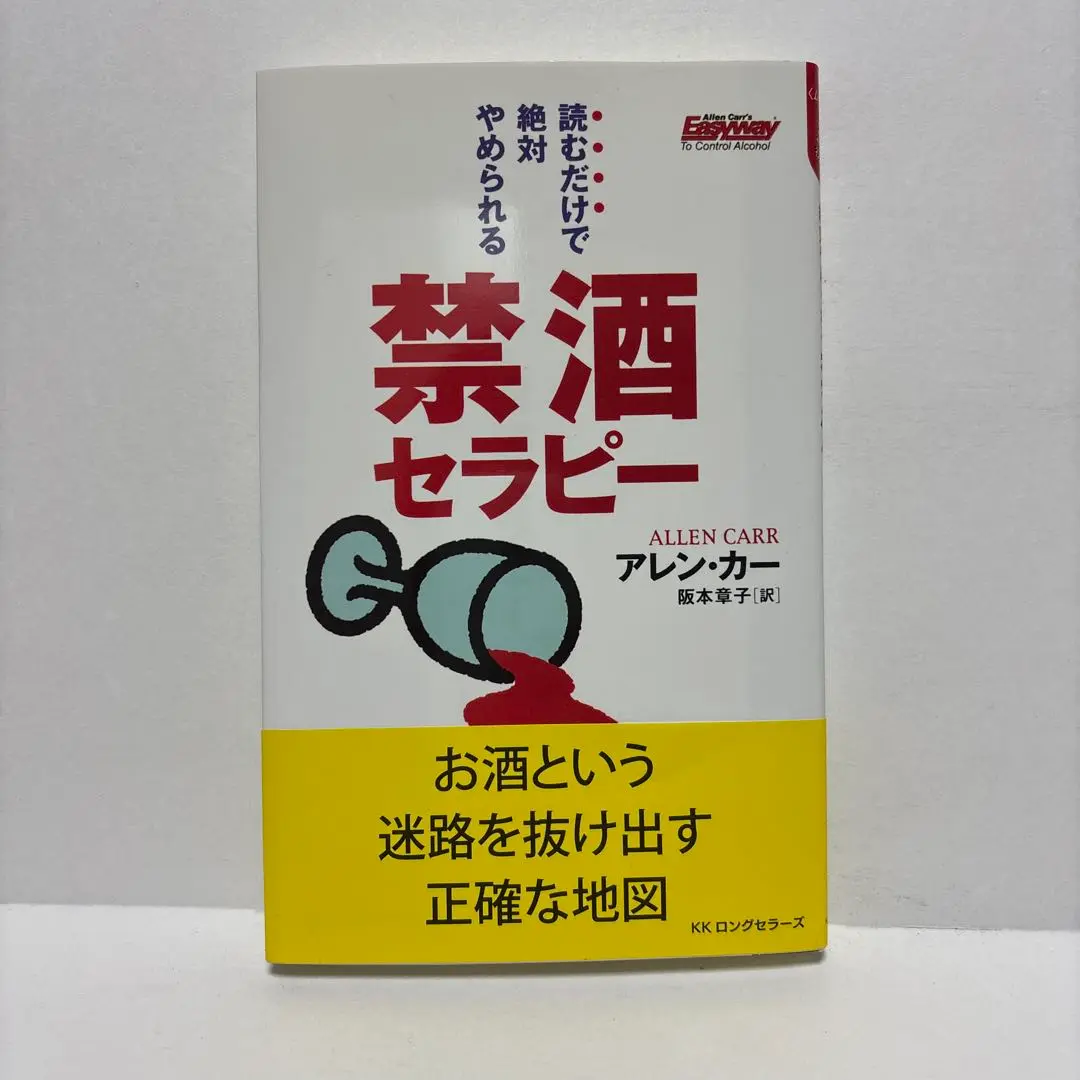 Allen Carr's
Easyway
To Control Alcohol
読むだけで
絶対
やめられる
禁酒
セラピー
ALLEN CARR
アレン・カー
阪本章子[訳]
お酒という
迷路を抜け出す
正確な地図
KK ロングセラーズ